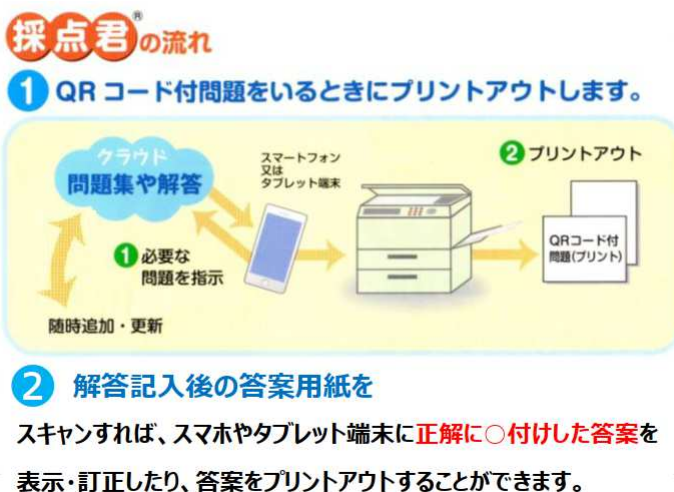 採点君®の流れ
1 QRコード付問題をいるときにプリントアウトします。
クラウド
問題集や解答
スマートフォン
又は
タブレット端末
2 プリントアウト
1 必要な
問題を指示
QRコード付
問題(プリント)
随時追加・更新
2 解答記入後の答案用紙を
スキャンすれば、スマホやタブレット端末に正解に○付けした答案を
表示・訂正したり、答案をプリントアウトすることができます。